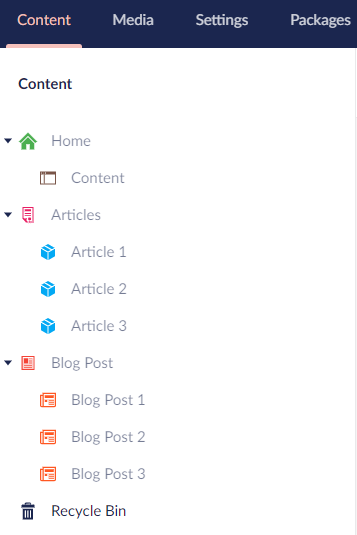 Content Media Settings Packages
Content
Home
Content
Articles
Article 1
Article 2
Article 3
Blog Post
Blog Post 1
Blog Post 2
Blog Post 3
Recycle Bin